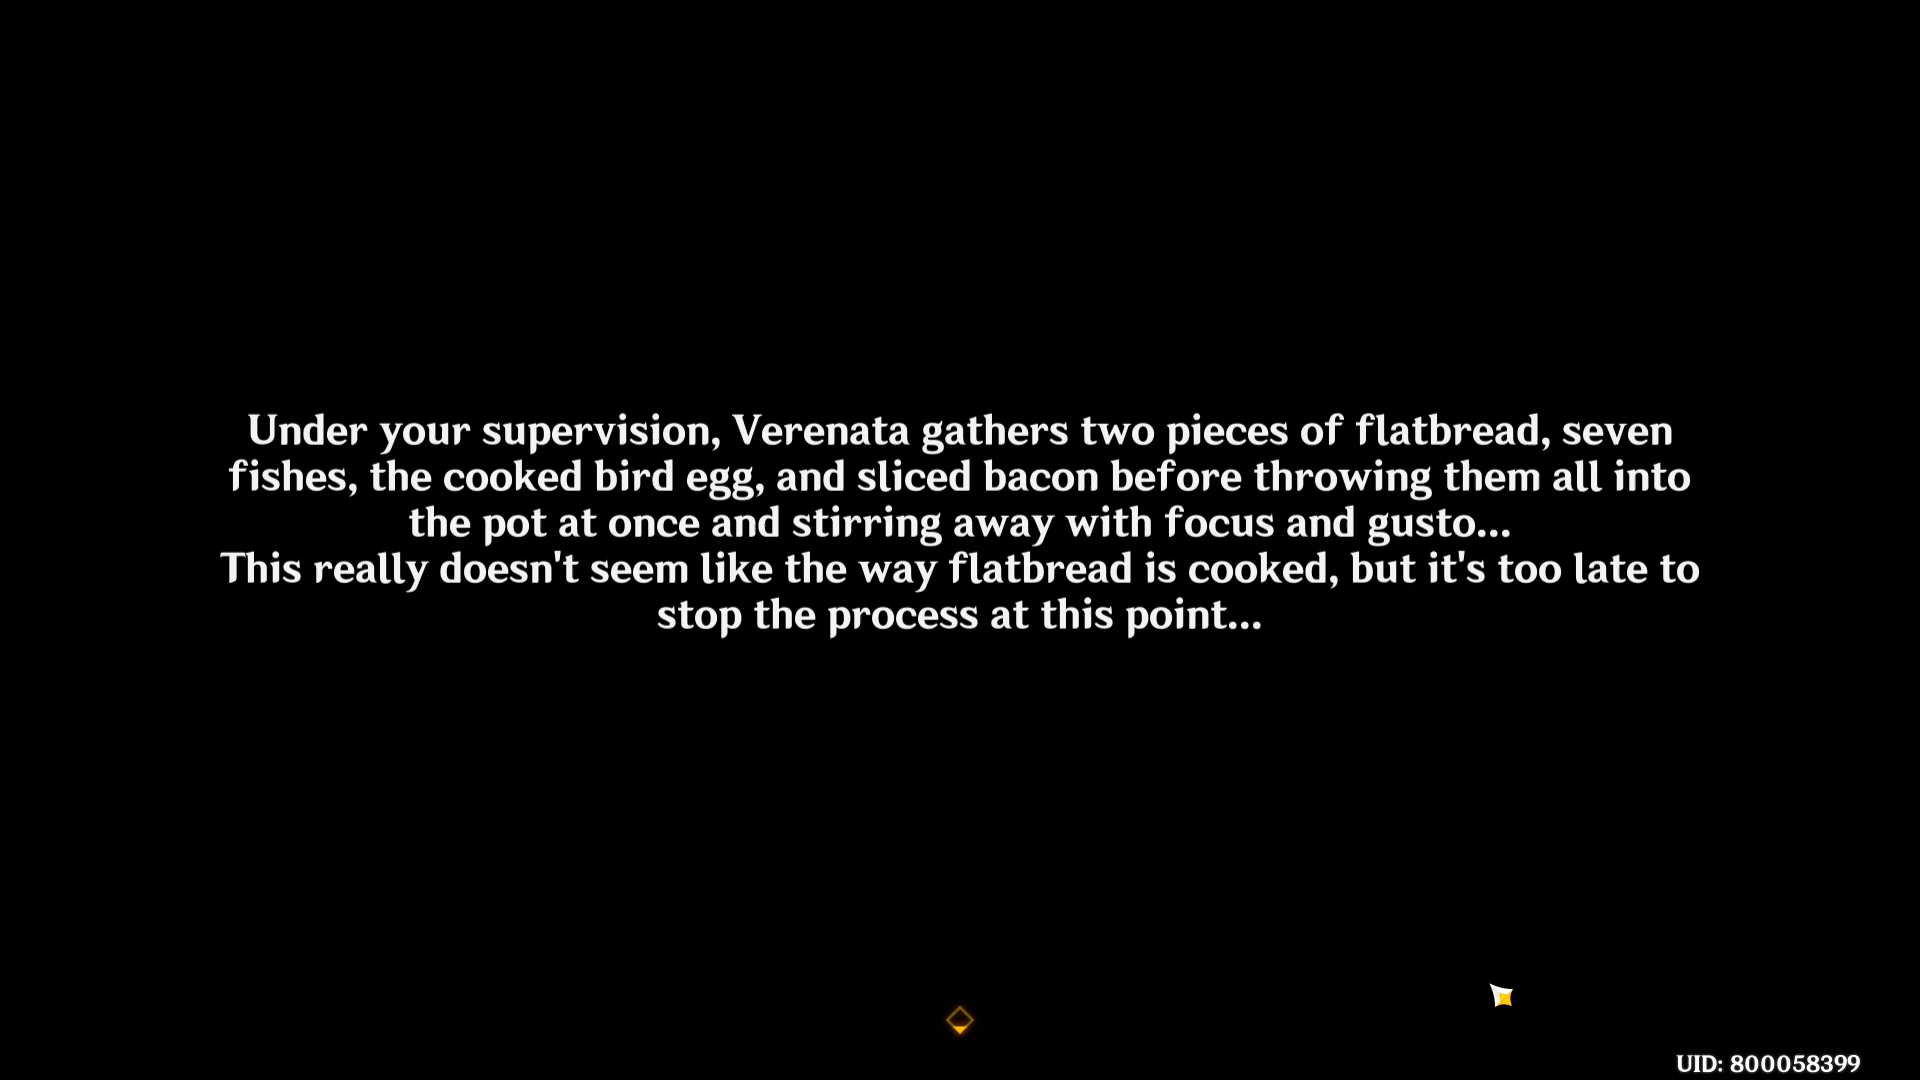 Under your supervision, Verenata gathers two pieces of flatbread, seven
fishes, the cooked bird egg, and sliced bacon before throwing them all into
the pot at once and stirring away with focus and gusto...
This really doesn't seem like the way flatbread is cooked, but it's too late to
stop the process at this point...
UID: 800058399